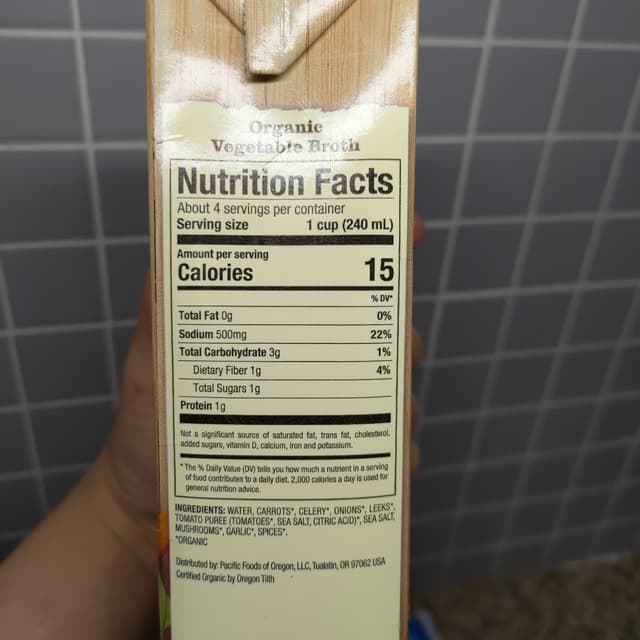 Organic
Vegetable Broth
Nutrition Facts
About 4 servings per container
Serving size 1 cup (240 mL)
Amount per serving
Calories 15
% DV*
Total Fat 0g 0%
Sodium 500mg 22%
Total Carbohydrate 3g 1%
Dietary Fiber 1g 4%
Total Sugars 1g
Protein 1g
Not a significant source of saturated fat, trans fat, cholesterol,
added sugars, vitamin D, calcium, iron and potassium.
* The % Daily Value (DV) tells you how much a nutrient in a serving
of food contributes to a daily diet. 2,000 calories a day is used for
general nutrition advice.
INGREDIENTS: WATER, CARROTS*, CELERY*, ONIONS*, LEEKS*,
TOMATO PUREE (TOMATOES*, SEA SALT, CITRIC ACID)*, SEA SALT,
MUSHROOMS*, GARLIC*, SPICES*.
*ORGANIC
Distributed by: Pacific Foods of Oregon, LLC, Tualatin, OR 97062 USA
Certified Organic by Oregon Tilth